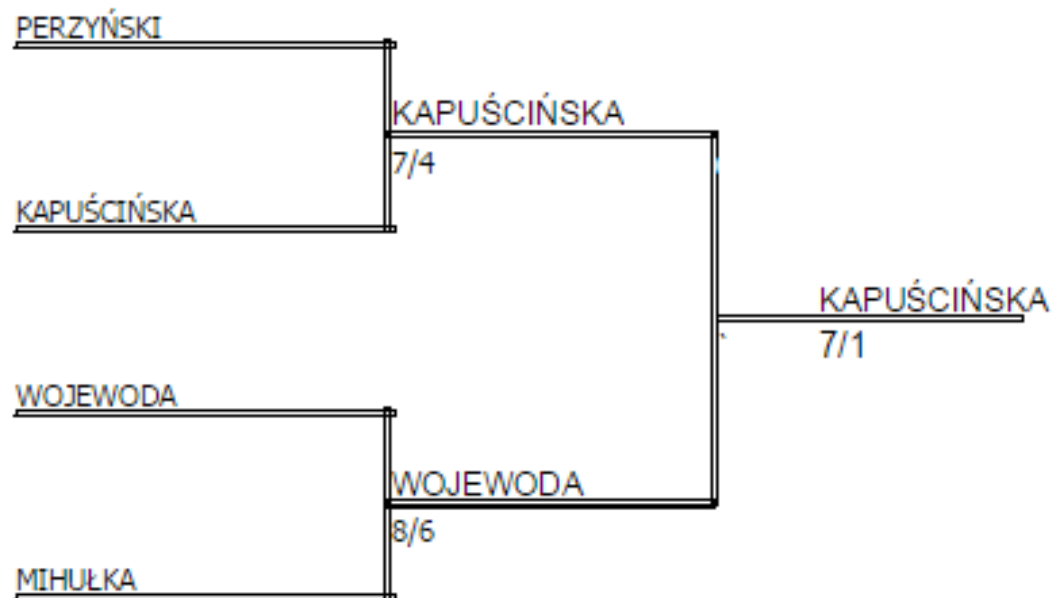 PERZYŃSKI
KAPUŚCIŃSKA
7/4
KAPUŚCIŃSKA
KAPUŚCIŃSKA
7/1
WOJEWODA
WOJEWODA
8/6
MIHUŁKA